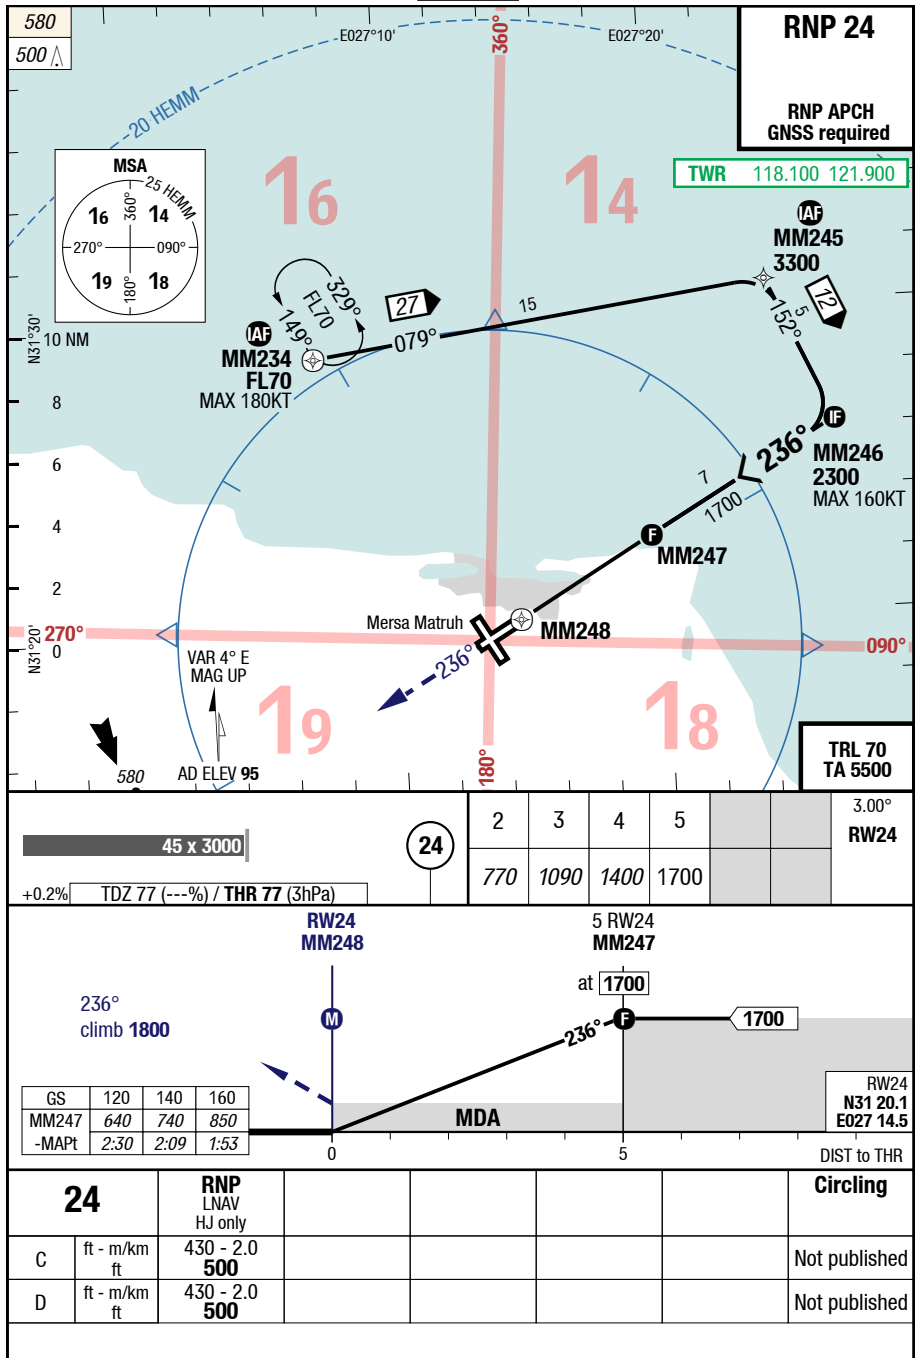 580
500
RNP 24
RNP APCH
GNSS required
TWR 118.100 121.900
E027°10'
E027°20'
360°
20 HEMM
MSA
25 HEMM
16
14
360°
270°
090°
19
18
180°
16
14
IAF
MM245
3300
12
5
152°
329°
FL70
149°
27
15
079°
N31°30'
10 NM
IAF
MM234
FL70
MAX 180KT
8
6
4
2
0
IF
MM246
2300
MAX 160KT
236°
7
1700
F
MM247
Mersa Matruh
MM248
236°
N31°20'
270°
090°
VAR 4° E
MAG UP
580
AD ELEV 95
19
18
180°
TRL 70
TA 5500
45 x 3000
24
+0.2%
TDZ 77 (---%) / THR 77 (3hPa)
2 3 4 5
770 1090 1400 1700
3.00°
RW24
RW24
MM248
5 RW24
MM247
at 1700
236°
climb 1800
M
F
236°
1700
MDA
GS 120 140 160
MM247 640 740 850
-MAPt 2:30 2:09 1:53
RW24
N31 20.1
E027 14.5
0
5
DIST to THR
24
RNP
LNAV
HJ only
Circling
C
ft - m/km
ft
430 - 2.0
500
Not published
D
ft - m/km
ft
430 - 2.0
500
Not published